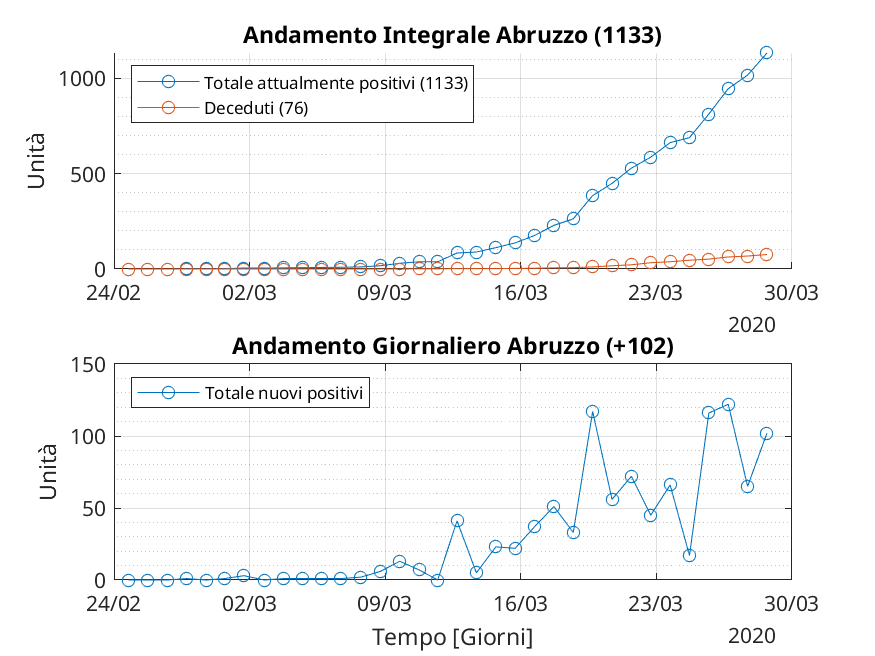 Andamento Integrale Abruzzo (1133)
Totale attualmente positivi (1133)
Deceduti (76)
Unità
1000
500
0
24/02 02/03 09/03 16/03 23/03 30/03
2020
Andamento Giornaliero Abruzzo (+102)
Totale nuovi positivi
Unità
150
100
50
0
24/02 02/03 09/03 16/03 23/03 30/03
Tempo [Giorni]
2020